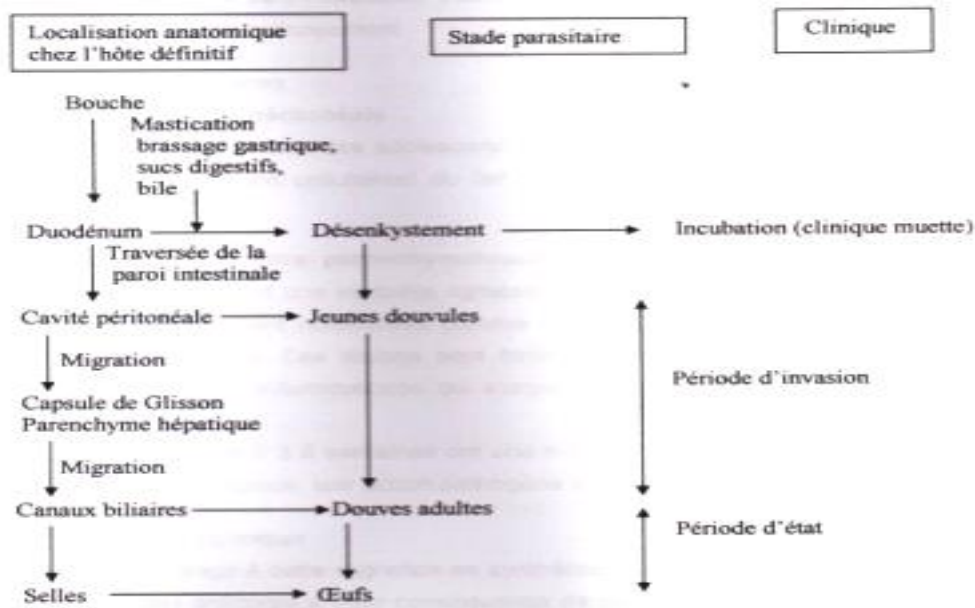 Localisation anatomique
chez l'hôte définitif
Stade parasitaire
Clinique
Bouche
Mastication
brassage gastrique,
sucs digestifs,
bile
Duodénum
Désenkystement
Incubation (clinique muette)
Traversée de la
paroi intestinale
Cavité péritonéale
Jeunes douvules
Migration
Période d'invasion
Capsule de Glisson
Parenchyme hépatique
Migration
Canaux biliaires
Douves adultes
Période d'état
Selles
Œufs